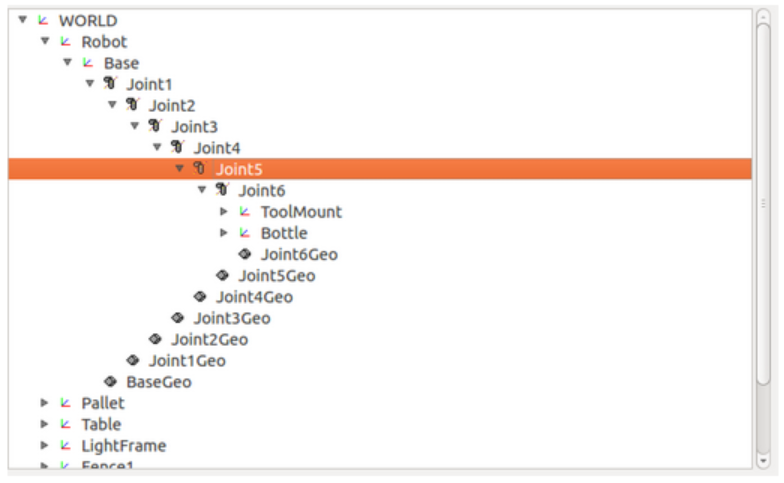 WORLD
Robot
Base
Joint1
Joint2
Joint3
Joint4
Joint5
Joint6
ToolMount
Bottle
Joint6Geo
Joint5Geo
Joint4Geo
Joint3Geo
Joint2Geo
Joint1Geo
BaseGeo
Pallet
Table
LightFrame
Fence1